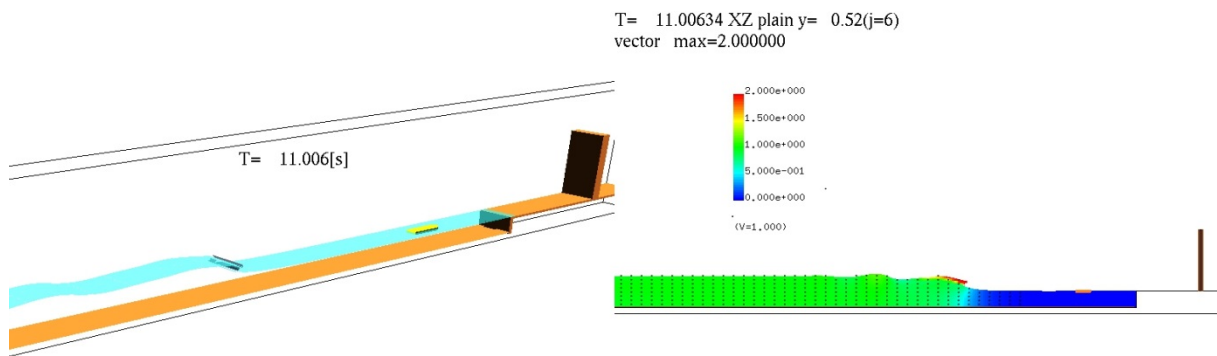 T= 11.006[s]
T= 11.00634 XZ plain y= 0.52(j=6)
vector max=2.000000
2.000e+000
1.500e+000
1.000e+000
5.000e-001
0.000e+000
(V=1.000)